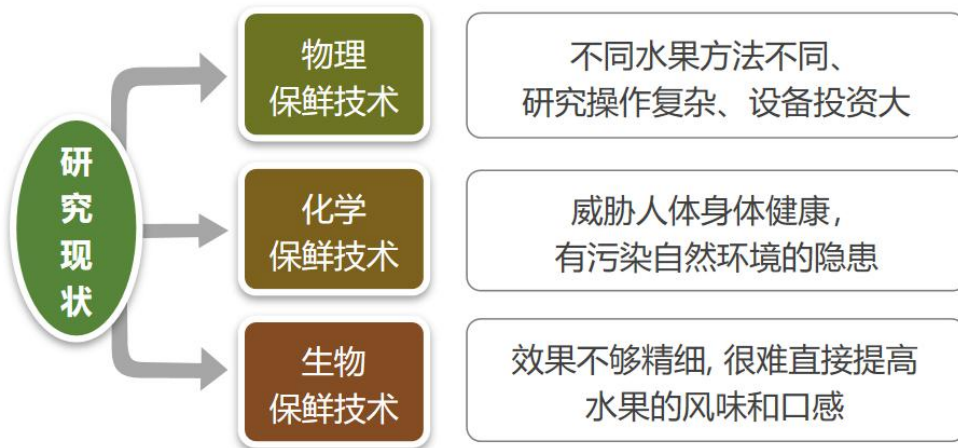 研究现状
物理
保鲜技术
不同水果方法不同、
研究操作复杂、设备投资大
化学
保鲜技术
威胁人体身体健康，
有污染自然环境的隐患
生物
保鲜技术
效果不够精细, 很难直接提高
水果的风味和口感